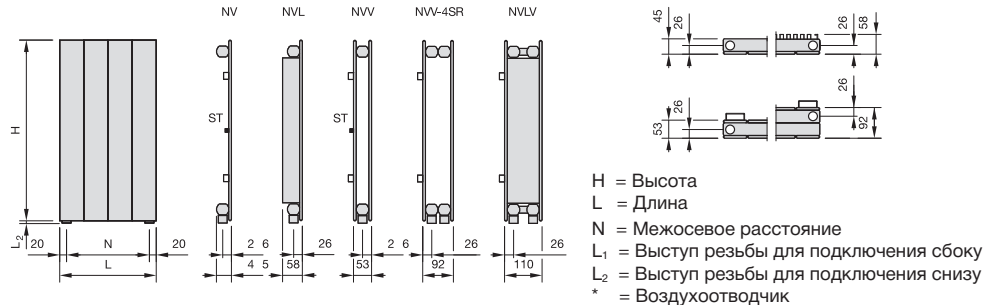 NV NVL NVV NVV-4SR NVLV
45
26
26
58
H
ST
ST
26
53
26
92
L₂
20 N 20
L
2 6
4 5
26
58
2 6
53
26
92
26
110
H = Высота
L = Длина
N = Межосевое расстояние
L₁ = Выступ резьбы для подключения сбоку
L₂ = Выступ резьбы для подключения снизу
* = Воздухоотводчик